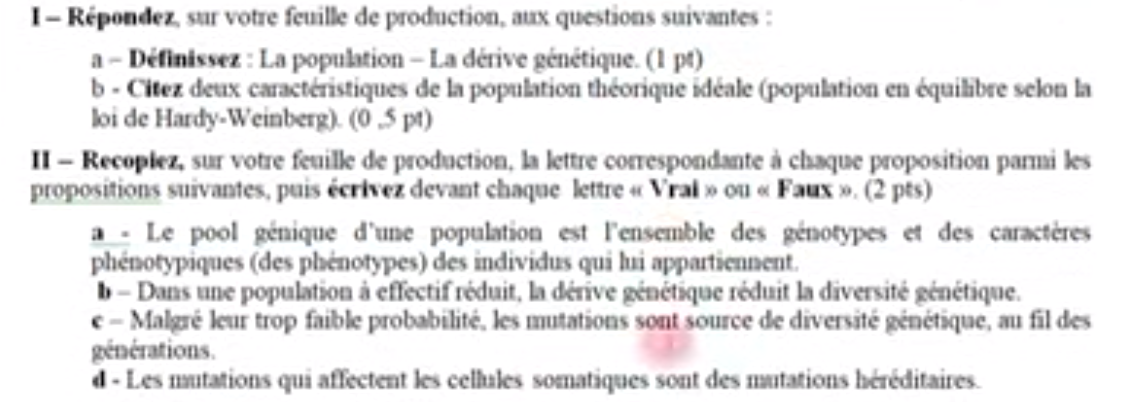 I – Répondez, sur votre feuille de production, aux questions suivantes :
a – Définissez : La population – La dérive génétique. (1 pt)
b - Citez deux caractéristiques de la population théorique idéale (population en équilibre selon la
loi de Hardy-Weinberg). (0 ,5 pt)
II – Recopiez, sur votre feuille de production, la lettre correspondante à chaque proposition parmi les
propositions suivantes, puis écrivez devant chaque lettre « Vrai » ou « Faux ». (2 pts)
a - Le pool génique d'une population est l'ensemble des génotypes et des caractères
phénotypiques (des phénotypes) des individus qui lui appartiennent.
b – Dans une population à effectif réduit, la dérive génétique réduit la diversité génétique.
c – Malgré leur trop faible probabilité, les mutations sont source de diversité génétique, au fil des
générations.
d - Les mutations qui affectent les cellules somatiques sont des mutations héréditaires.